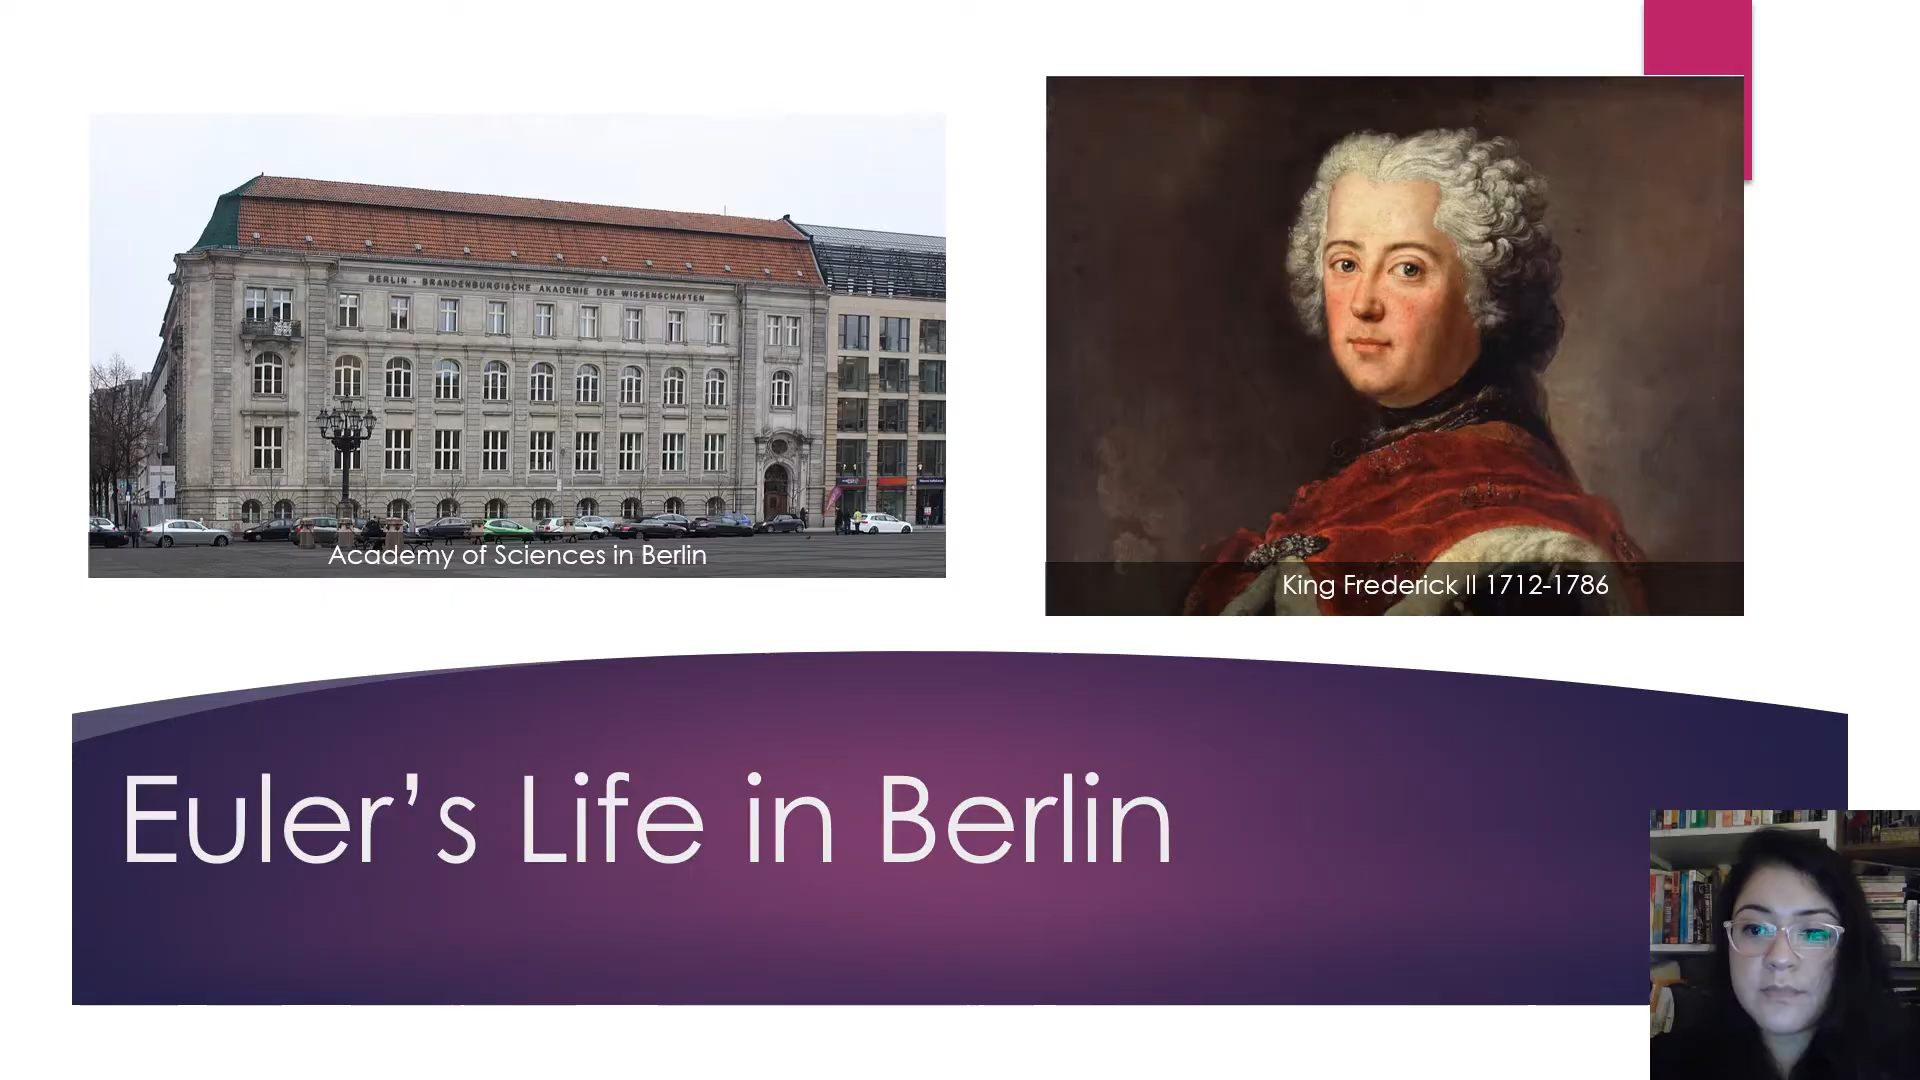 BERLIN - BRANDENBURGISCHE AKADEMIE DER WISSENSCHAFTEN
Academy of Sciences in Berlin
King Frederick II 1712-1786
Euler’s Life in Berlin